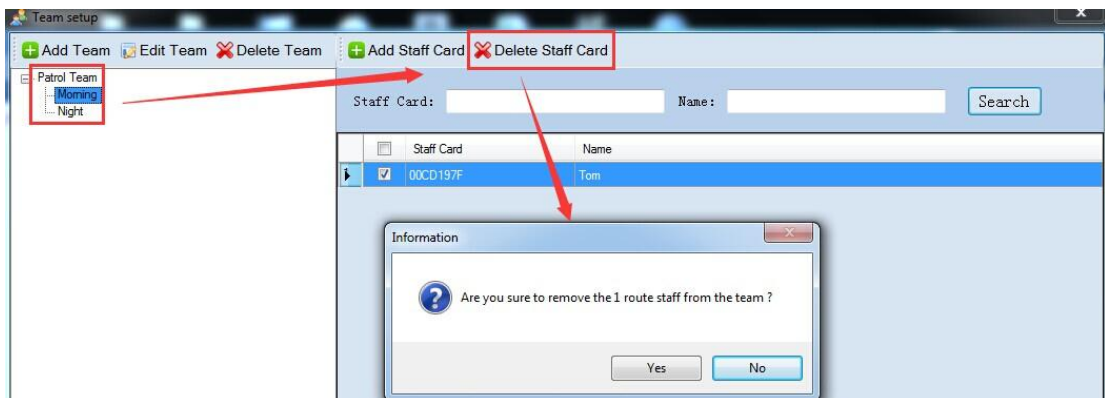 Team setup
Add Team Edit Team Delete Team Add Staff Card Delete Staff Card
Patrol Team
Morning
Night
Staff Card: Name: Search
Staff Card Name
00CD197F Tom
Information
Are you sure to remove the 1 route staff from the team ?
Yes No